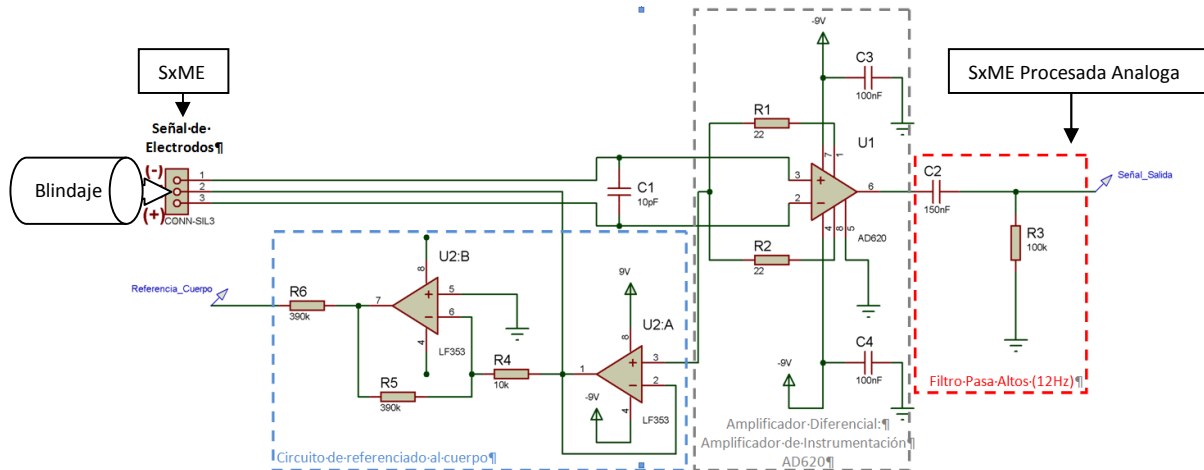 SxME
Señal·de·
Electrodos¶
Blindaje
(-)
(+)
1
2
3
CONN-SIL3
C1
10pF
-9V
C3
100nF
R1
22
U1
7
1
3
2
6
4
8
5
AD620
R2
22
-9V
C4
100nF
Amplificador·Diferencial:¶
Amplificador·de·Instrumentación¶
AD620¶
SxME Procesada Analoga
C2
150nF
Señal_Salida
R3
100k
Filtro·Pasa·Altos·(12Hz)¶
Referencia_Cuerpo
R6
390k
U2:B
8
7
5
6
4
LF353
R5
390k
R4
10k
9V
U2:A
8
1
3
2
4
-9V
LF353
Circuito·de·referenciado·al·cuerpo¶